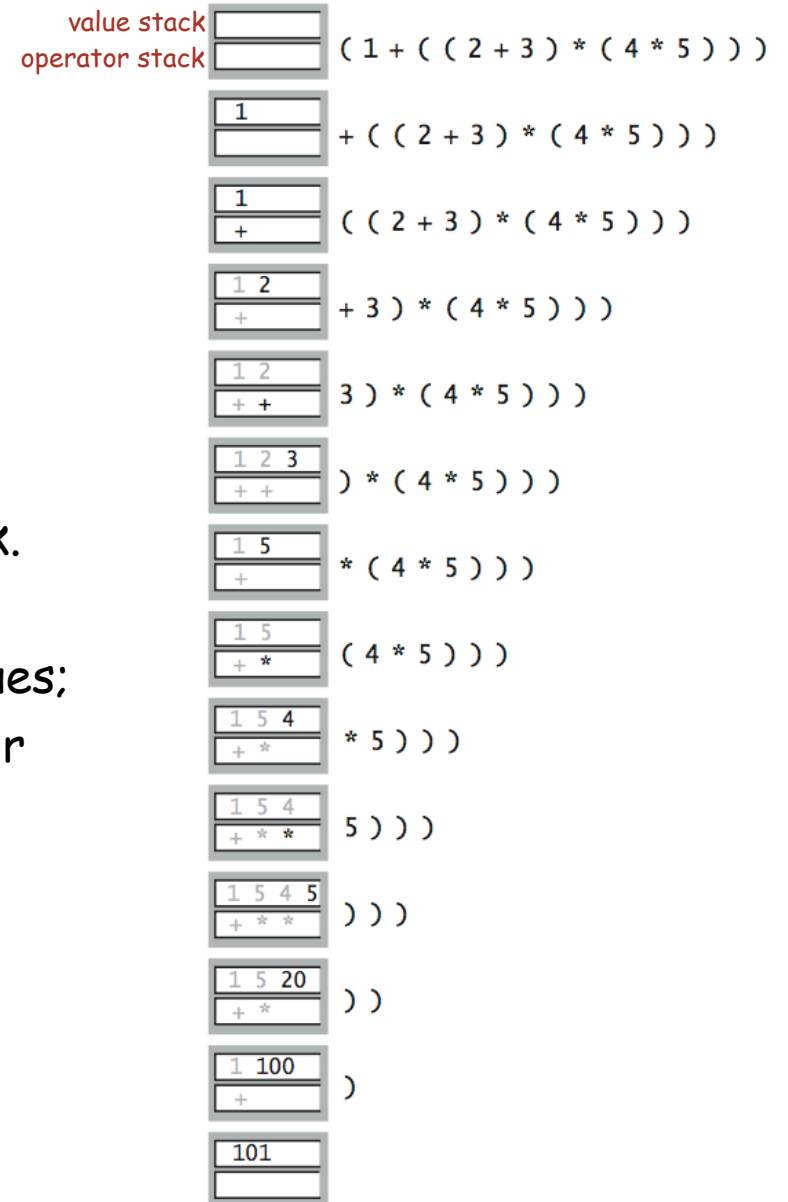 value stack
operator stack
( 1 + ( ( 2 + 3 ) * ( 4 * 5 ) ) )
1
+ ( ( 2 + 3 ) * ( 4 * 5 ) ) )
1
+
( ( 2 + 3 ) * ( 4 * 5 ) ) )
1 2
+
+ 3 ) * ( 4 * 5 ) ) )
1 2
+ +
3 ) * ( 4 * 5 ) ) )
1 2 3
+ +
) * ( 4 * 5 ) ) )
k.
1 5
+
* ( 4 * 5 ) ) )
1 5
+ *
( 4 * 5 ) ) )
ues;
1 5 4
+ *
* 5 ) ) )
r
1 5 4
+ * *
5 ) ) )
1 5 4 5
+ * *
) ) )
1 5 20
+ *
) )
1 100
+
)
101